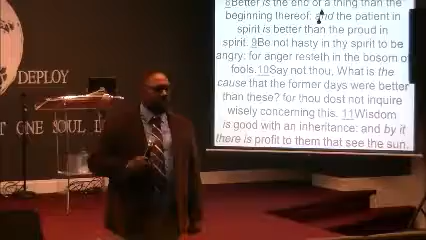 8Better is the end of a thing than the
beginning thereof: and the patient in
spirit is better than the proud in
spirit. 9Be not hasty in thy spirit to be
angry: for anger resteth in the bosom of
fools.10Say not thou, What is the
cause that the former days were better
than these? for thou dost not inquire
wisely concerning this. 11Wisdom
is good with an inheritance: and by it
there is profit to them that see the sun.
DEPLOY
ONE SOUL